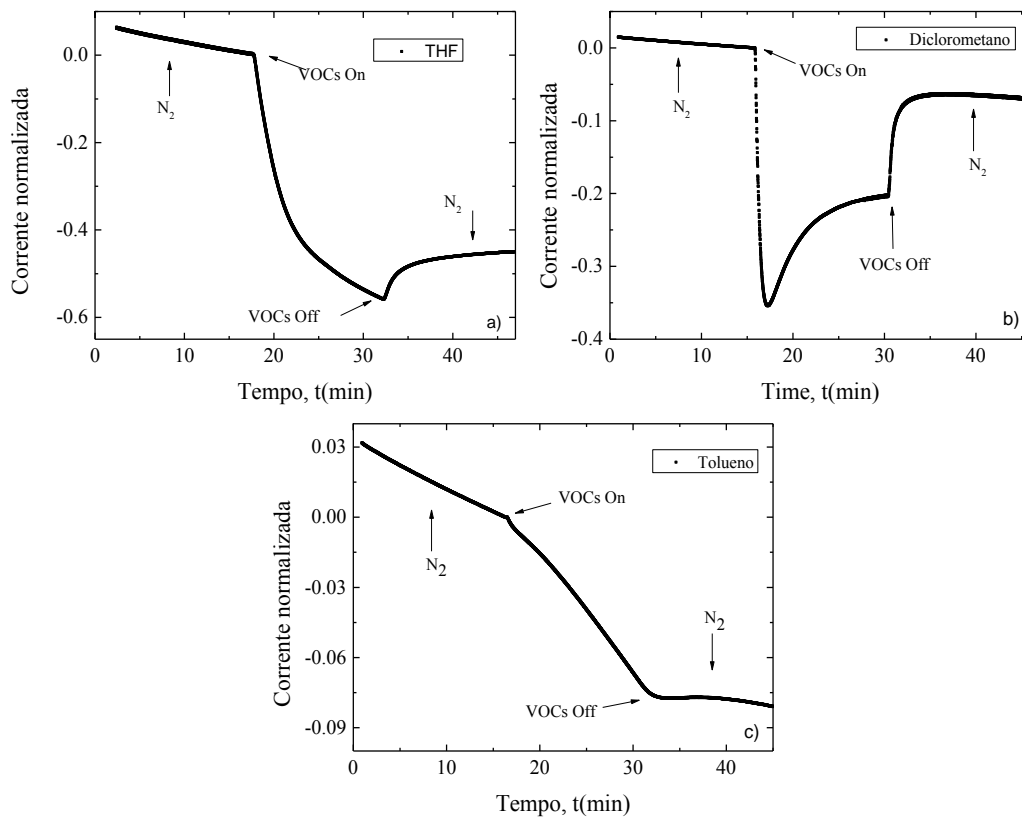 THF
VOCs On
N2
N2
VOCs Off
a)
0.0
-0.2
-0.4
-0.6
0
10
20
30
40
Corrente normalizada
Tempo, t(min)
Diclorometano
VOCs On
N2
N2
VOCs Off
b)
0.0
-0.1
-0.2
-0.3
-0.4
0
10
20
30
40
Corrente normalizada
Time, t(min)
Tolueno
VOCs On
N2
N2
VOCs Off
c)
0.03
0.00
-0.03
-0.06
-0.09
0
10
20
30
40
Corrente normalizada
Tempo, t(min)